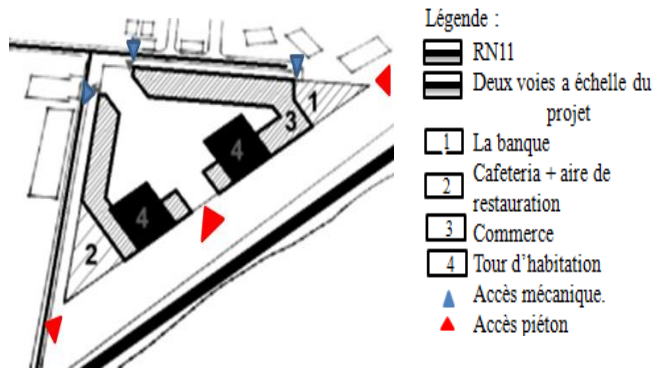 1
3
4
4
2
Légende :
RN11
Deux voies a échelle du
projet
1 La banque
2 Cafeteria + aire de
restauration
3 Commerce
4 Tour d'habitation
Accès mécanique.
Accès piéton